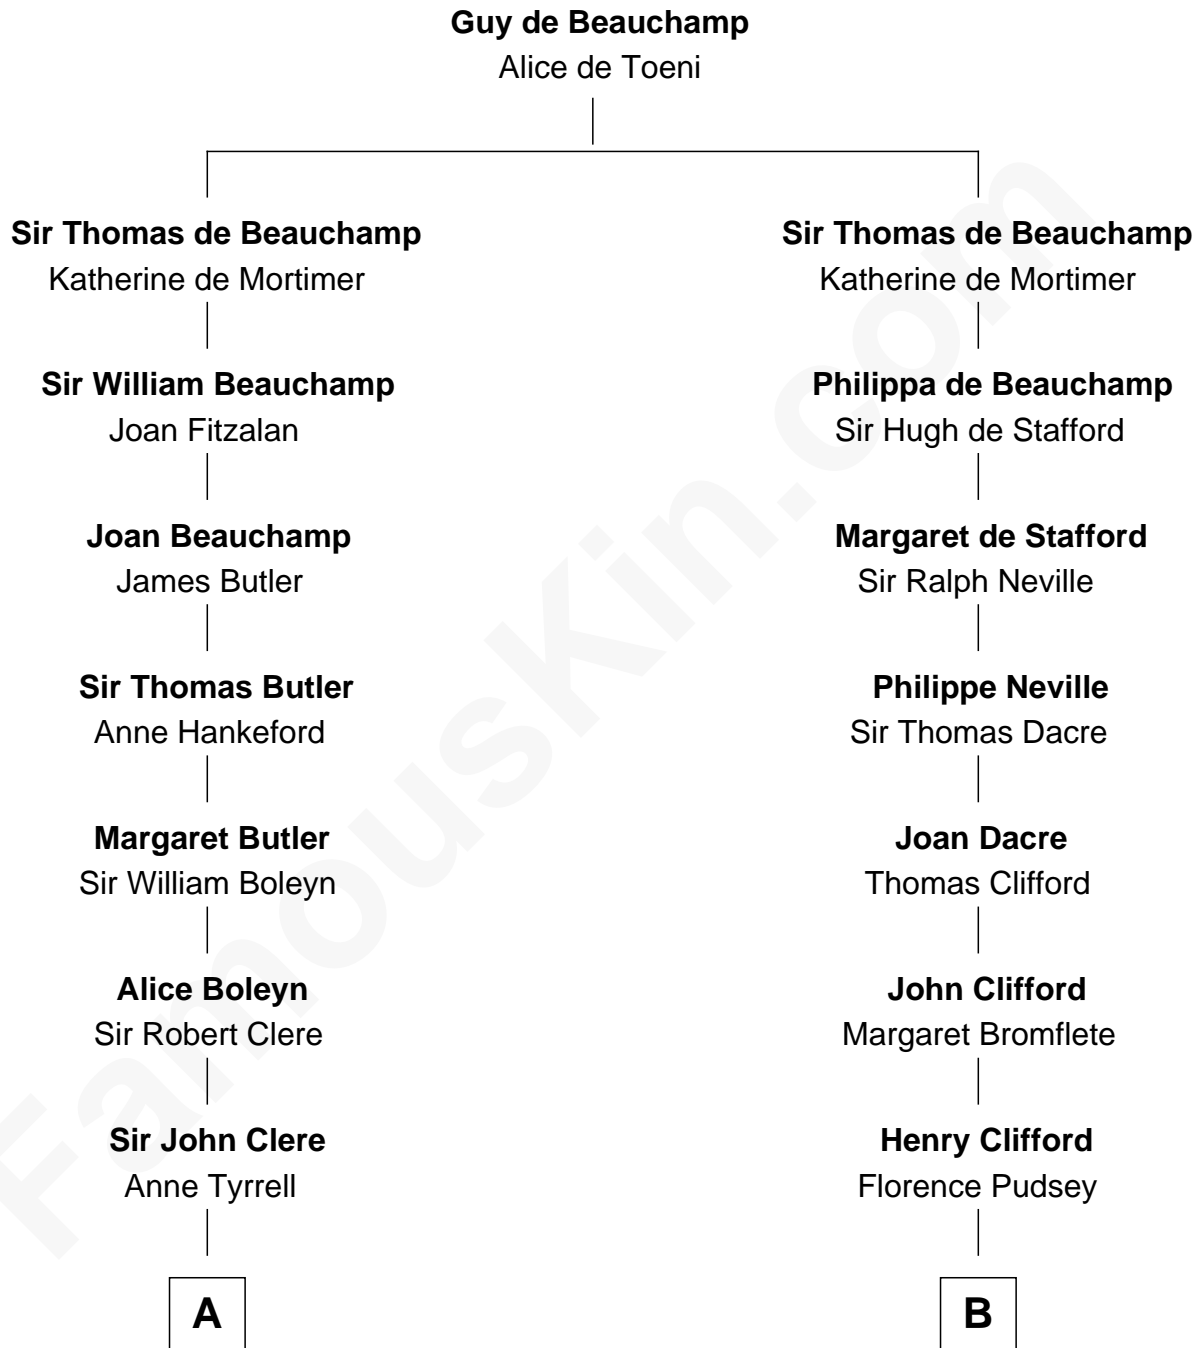 Guy de Beauchamp
Alice de Toeni
Sir Thomas de Beauchamp
Katherine de Mortimer
Sir Thomas de Beauchamp
Katherine de Mortimer
Sir William Beauchamp
Joan Fitzalan
Philippa de Beauchamp
Sir Hugh de Stafford
Joan Beauchamp
James Butler
Margaret de Stafford
Sir Ralph Neville
Sir Thomas Butler
Anne Hankeford
Philippe Neville
Sir Thomas Dacre
Margaret Butler
Sir William Boleyn
Joan Dacre
Thomas Clifford
Alice Boleyn
Sir Robert Clere
John Clifford
Margaret Bromflete
Sir John Clere
Anne Tyrrell
Henry Clifford
Florence Pudsey
A
B
FamousKin.com